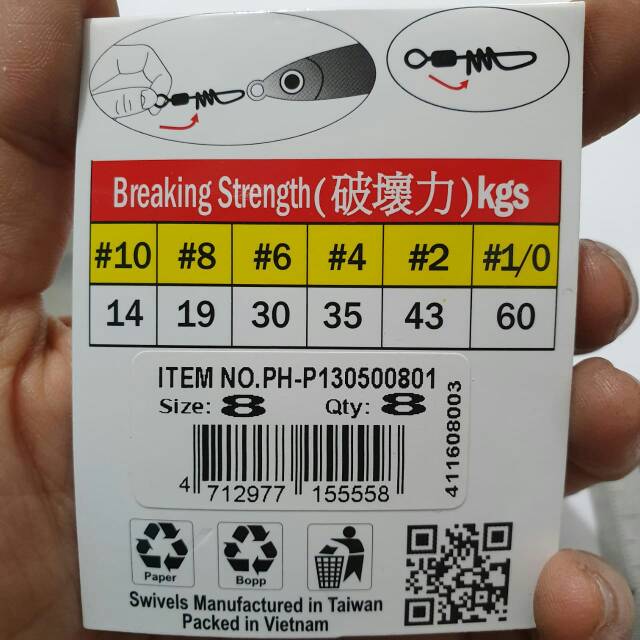 Breaking Strength(破壞力)kgs
#10 #8 #6 #4 #2 #1/0
14 19 30 35 43 60
ITEM NO.PH-P130500801
Size: 8 Qty: 8
4 712977 155558
411608003
Paper Bopp
Swivels Manufactured in Taiwan
Packed in Vietnam